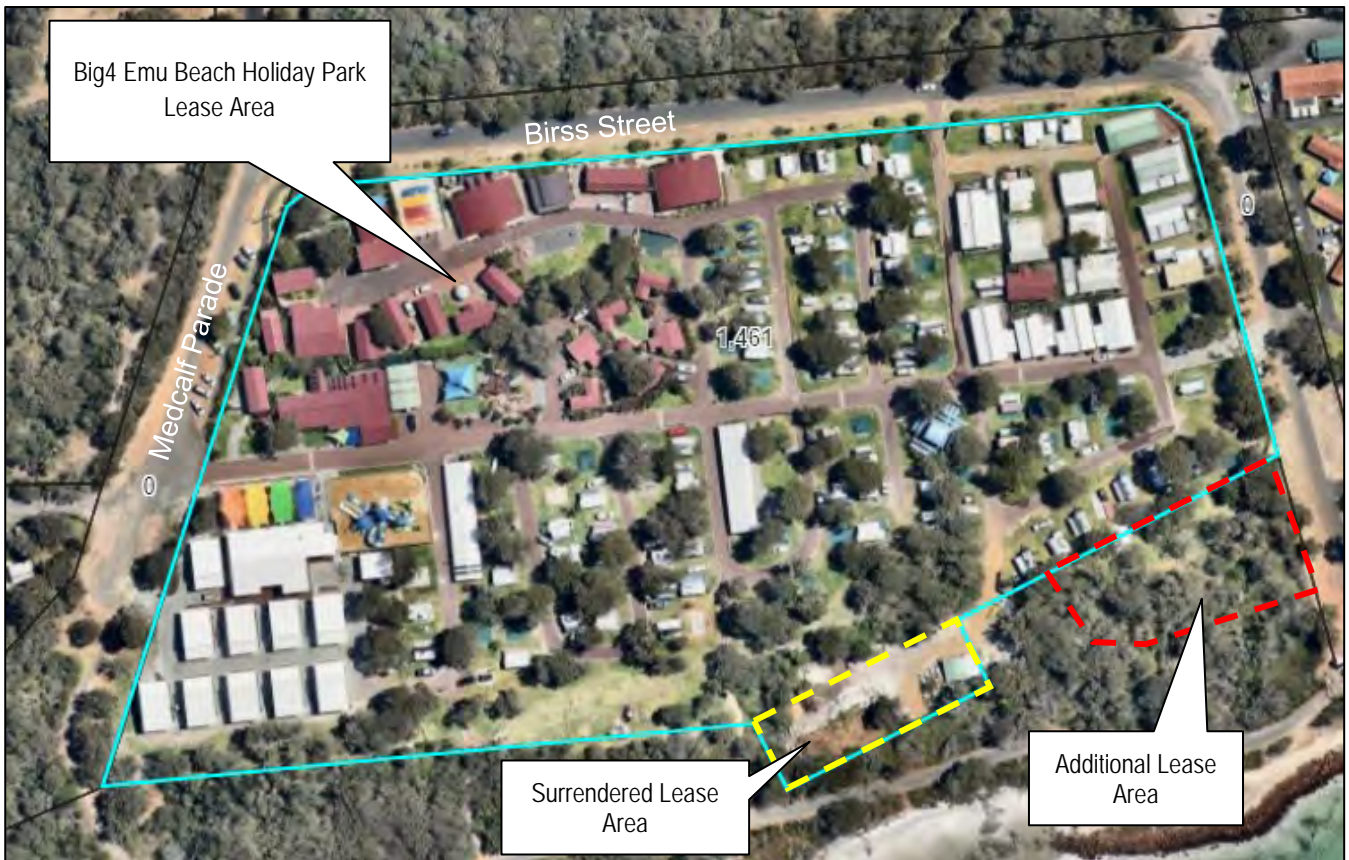 Big4 Emu Beach Holiday Park
Lease Area
Birss Street
Medcalf Parade
0
1,461
0
Surrendered Lease
Area
Additional Lease
Area